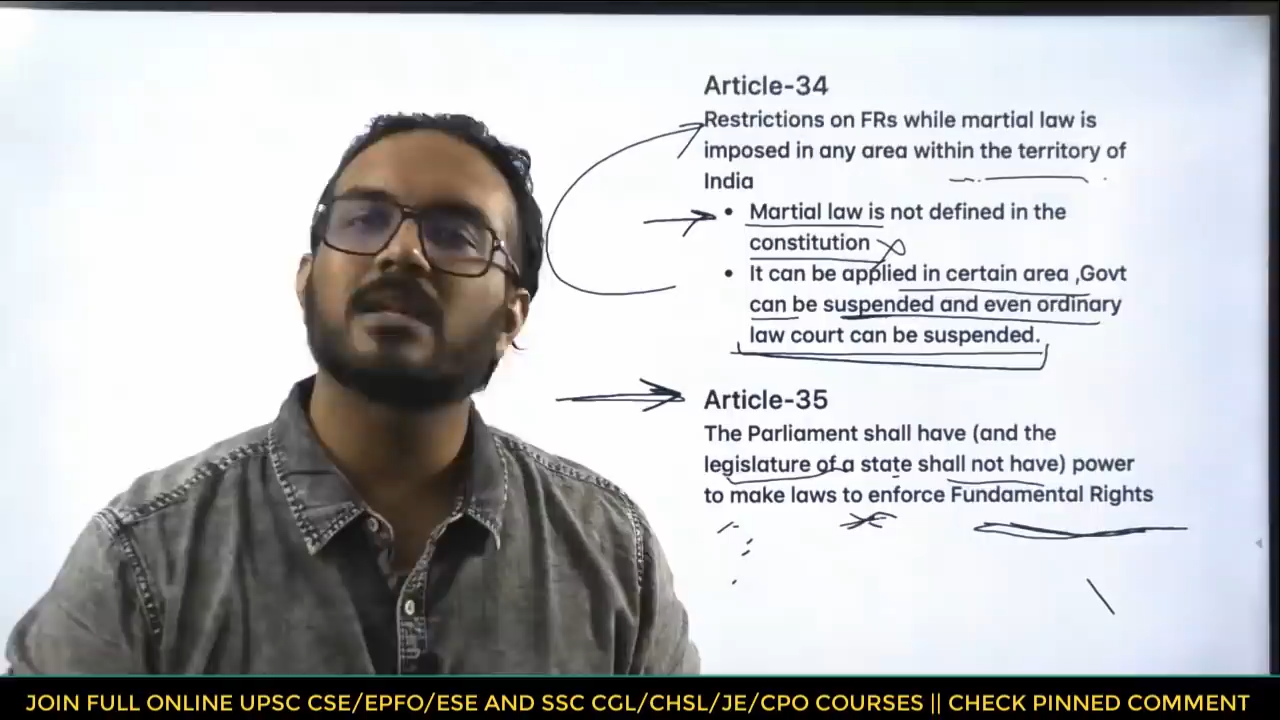 Article-34
Restrictions on FRs while martial law is
imposed in any area within the territory of
India
• Martial law is not defined in the
constitution
• It can be applied in certain area ,Govt
can be suspended and even ordinary
law court can be suspended.
Article-35
The Parliament shall have (and the
legislature of a state shall not have) power
to make laws to enforce Fundamental Rights
JOIN FULL ONLINE UPSC CSE/EPFO/ESE AND SSC CGL/CHSL/JE/CPO COURSES || CHECK PINNED COMMENT